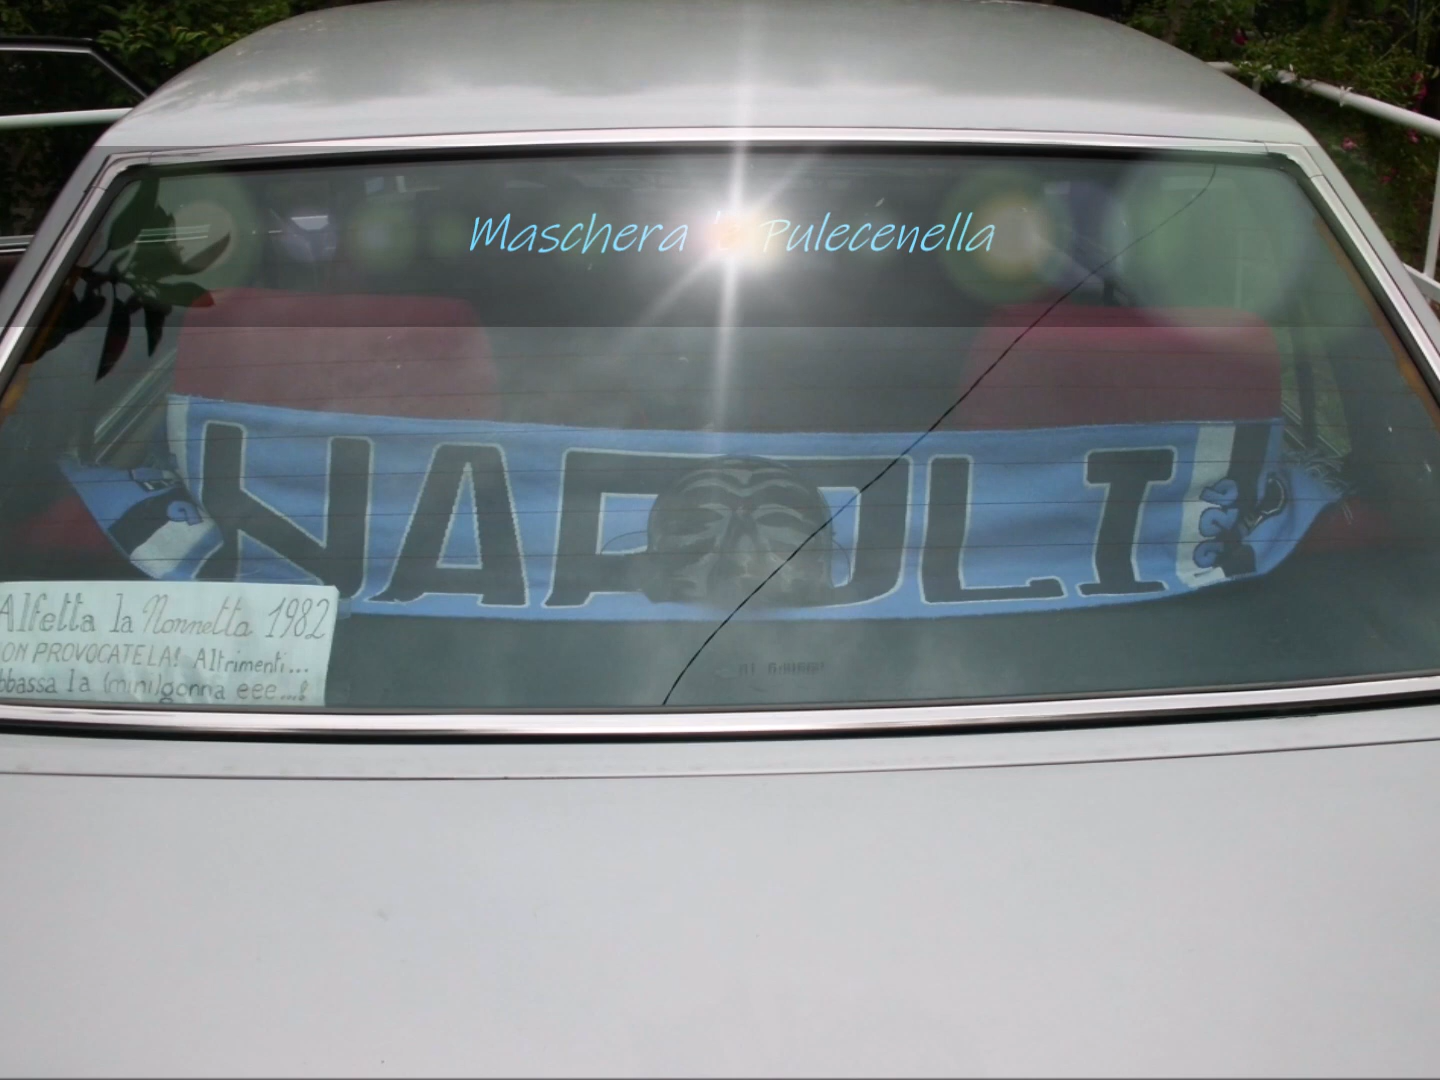 Maschera 'e Pulecenella
NAPOLI
Alfetta la Nonnetta 1982
ON PROVOCATELA! Altrimenti...
bbassa la (mini)gonna eee...!